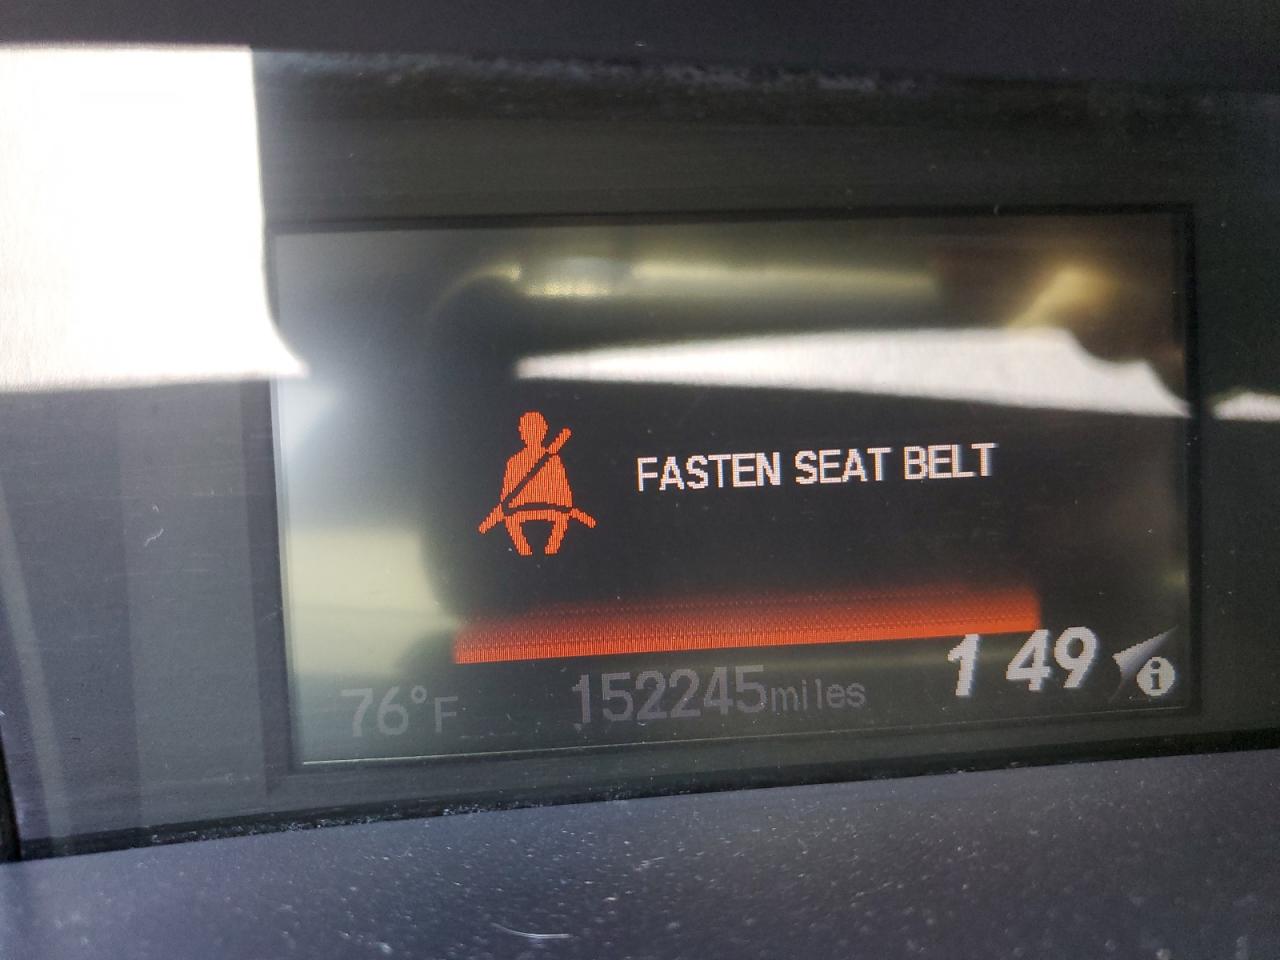 FASTEN SEAT BELT
76°F 152245miles 1 49 i